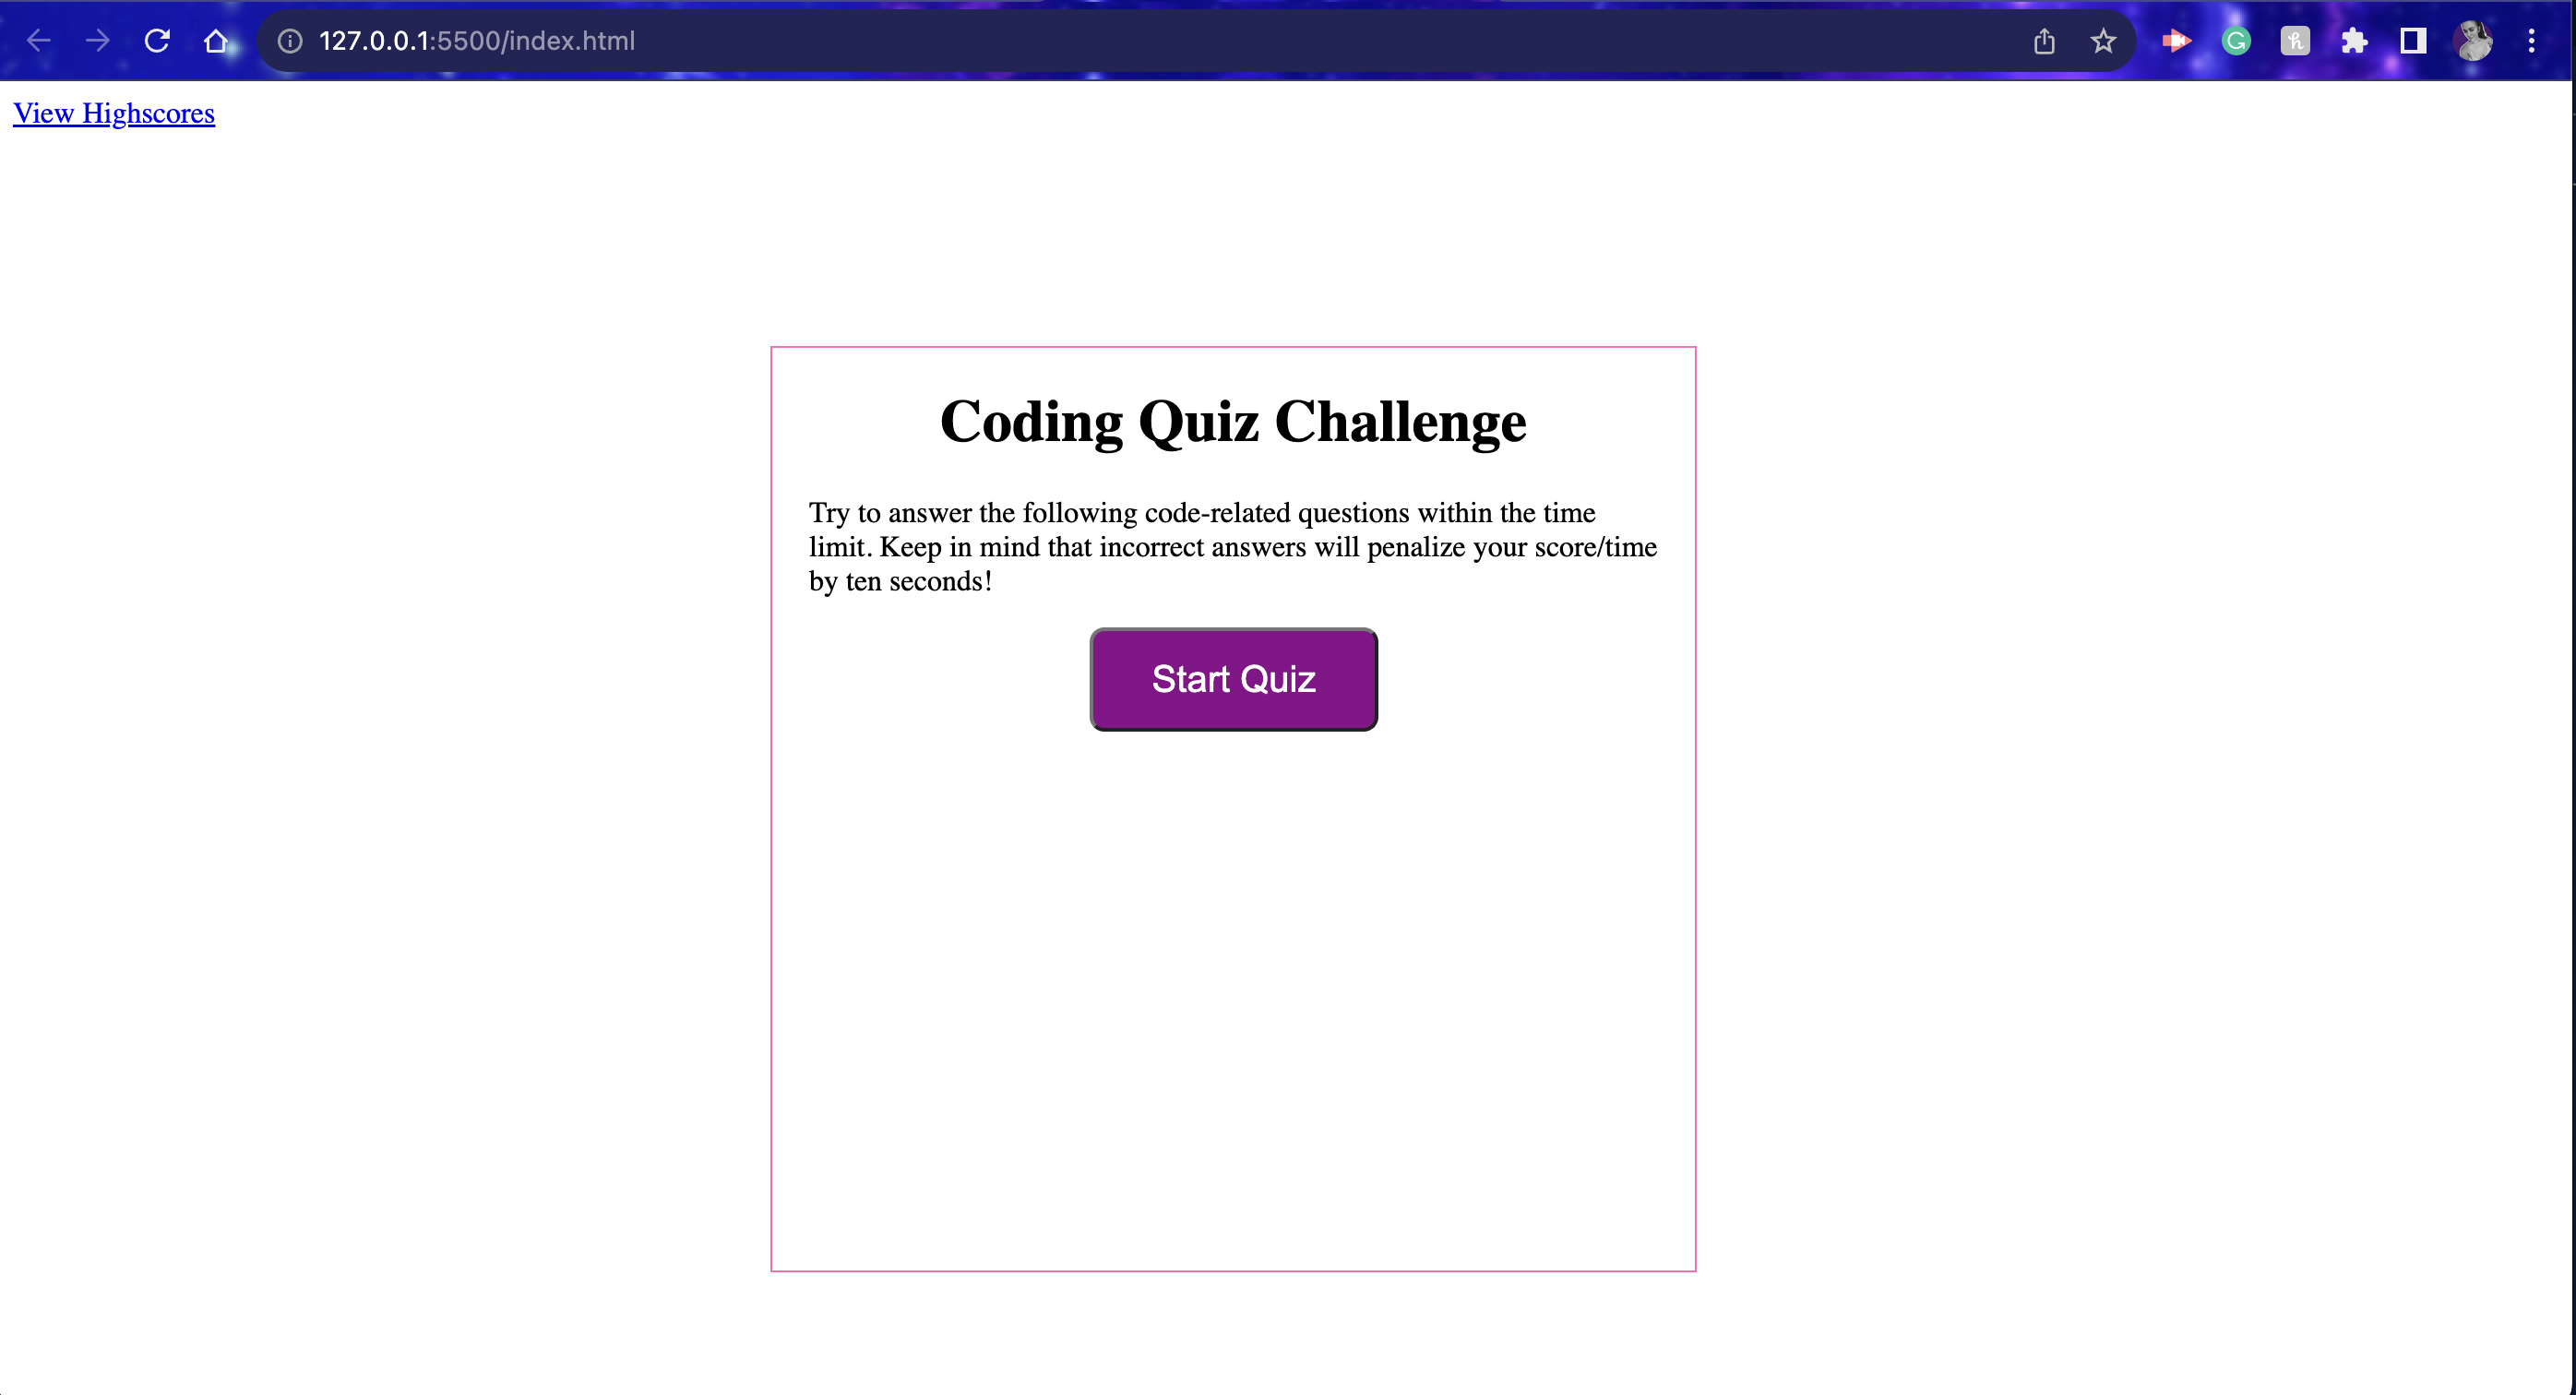 127.0.0.1:5500/index.html
View Highscores
Coding Quiz Challenge
Try to answer the following code-related questions within the time
limit. Keep in mind that incorrect answers will penalize your score/time
by ten seconds!
Start Quiz